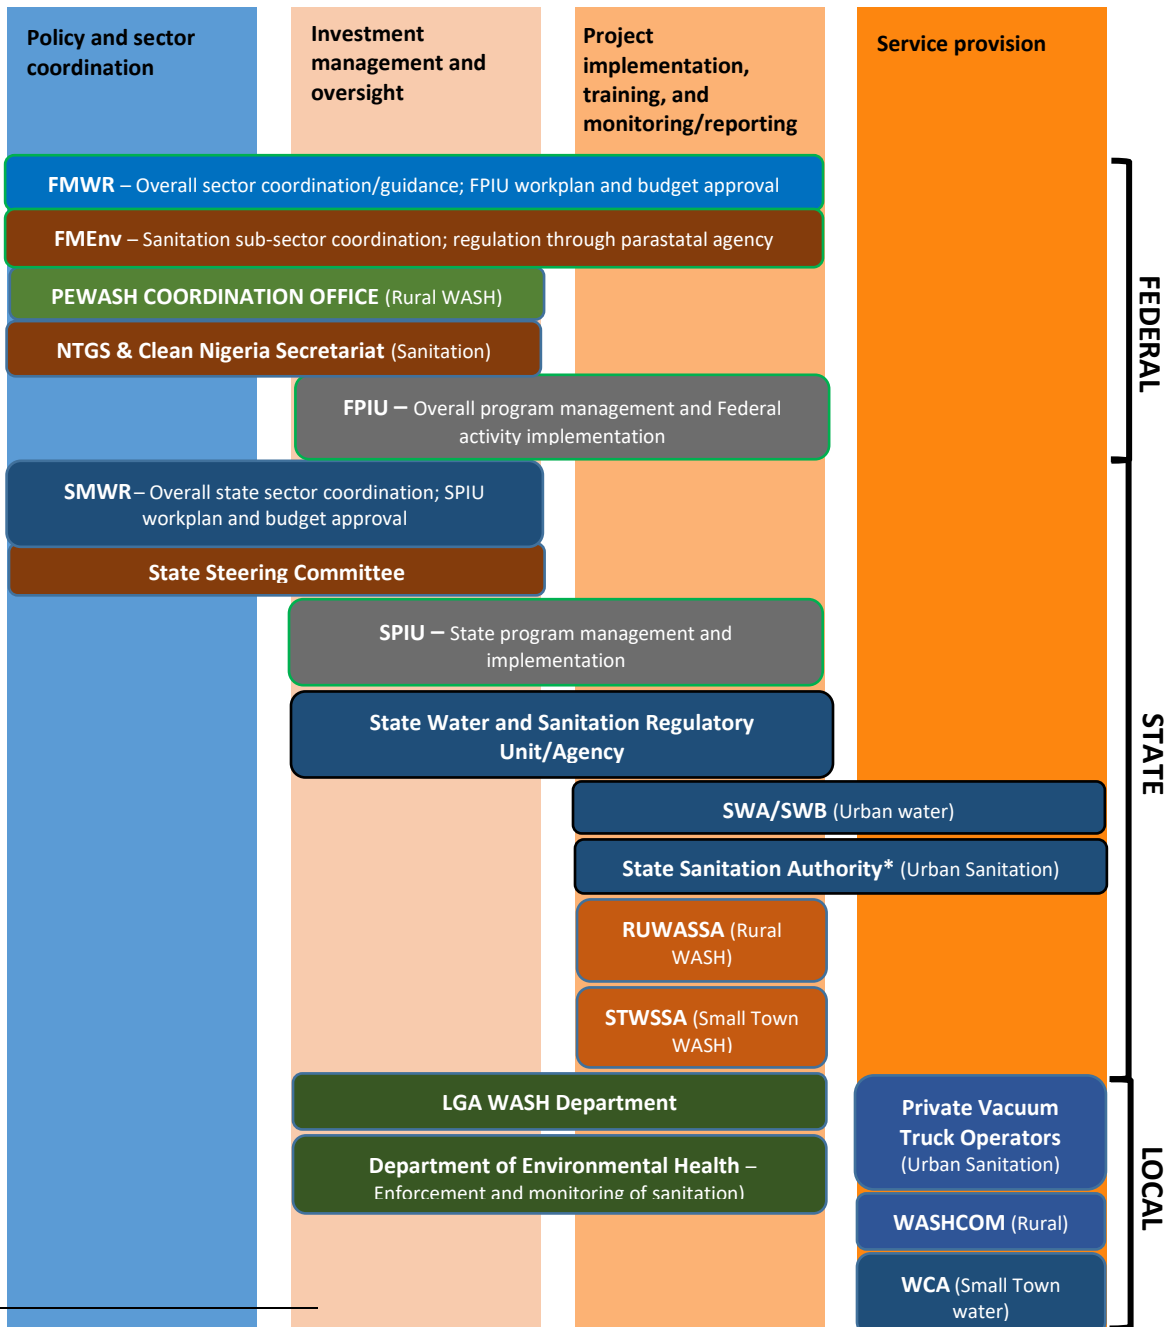 Policy and sector
coordination
Investment
management and
oversight
Project
implementation,
training, and
monitoring/reporting
Service provision
FMWR – Overall sector coordination/guidance; FPIU workplan and budget approval
FMEnv – Sanitation sub-sector coordination; regulation through parastatal agency
PEWASH COORDINATION OFFICE (Rural WASH)
NTGS & Clean Nigeria Secretariat (Sanitation)
FPIU – Overall program management and Federal
activity implementation
FEDERAL
SMWR – Overall state sector coordination; SPIU
workplan and budget approval
State Steering Committee
SPIU – State program management and
implementation
State Water and Sanitation Regulatory
Unit/Agency
SWA/SWB (Urban water)
State Sanitation Authority* (Urban Sanitation)
RUWASSA (Rural
WASH)
STWSSA (Small Town
WASH)
STATE
LGA WASH Department
Department of Environmental Health –
Enforcement and monitoring of sanitation)
Private Vacuum
Truck Operators
(Urban Sanitation)
WASHCOM (Rural)
WCA (Small Town
water)
LOCAL